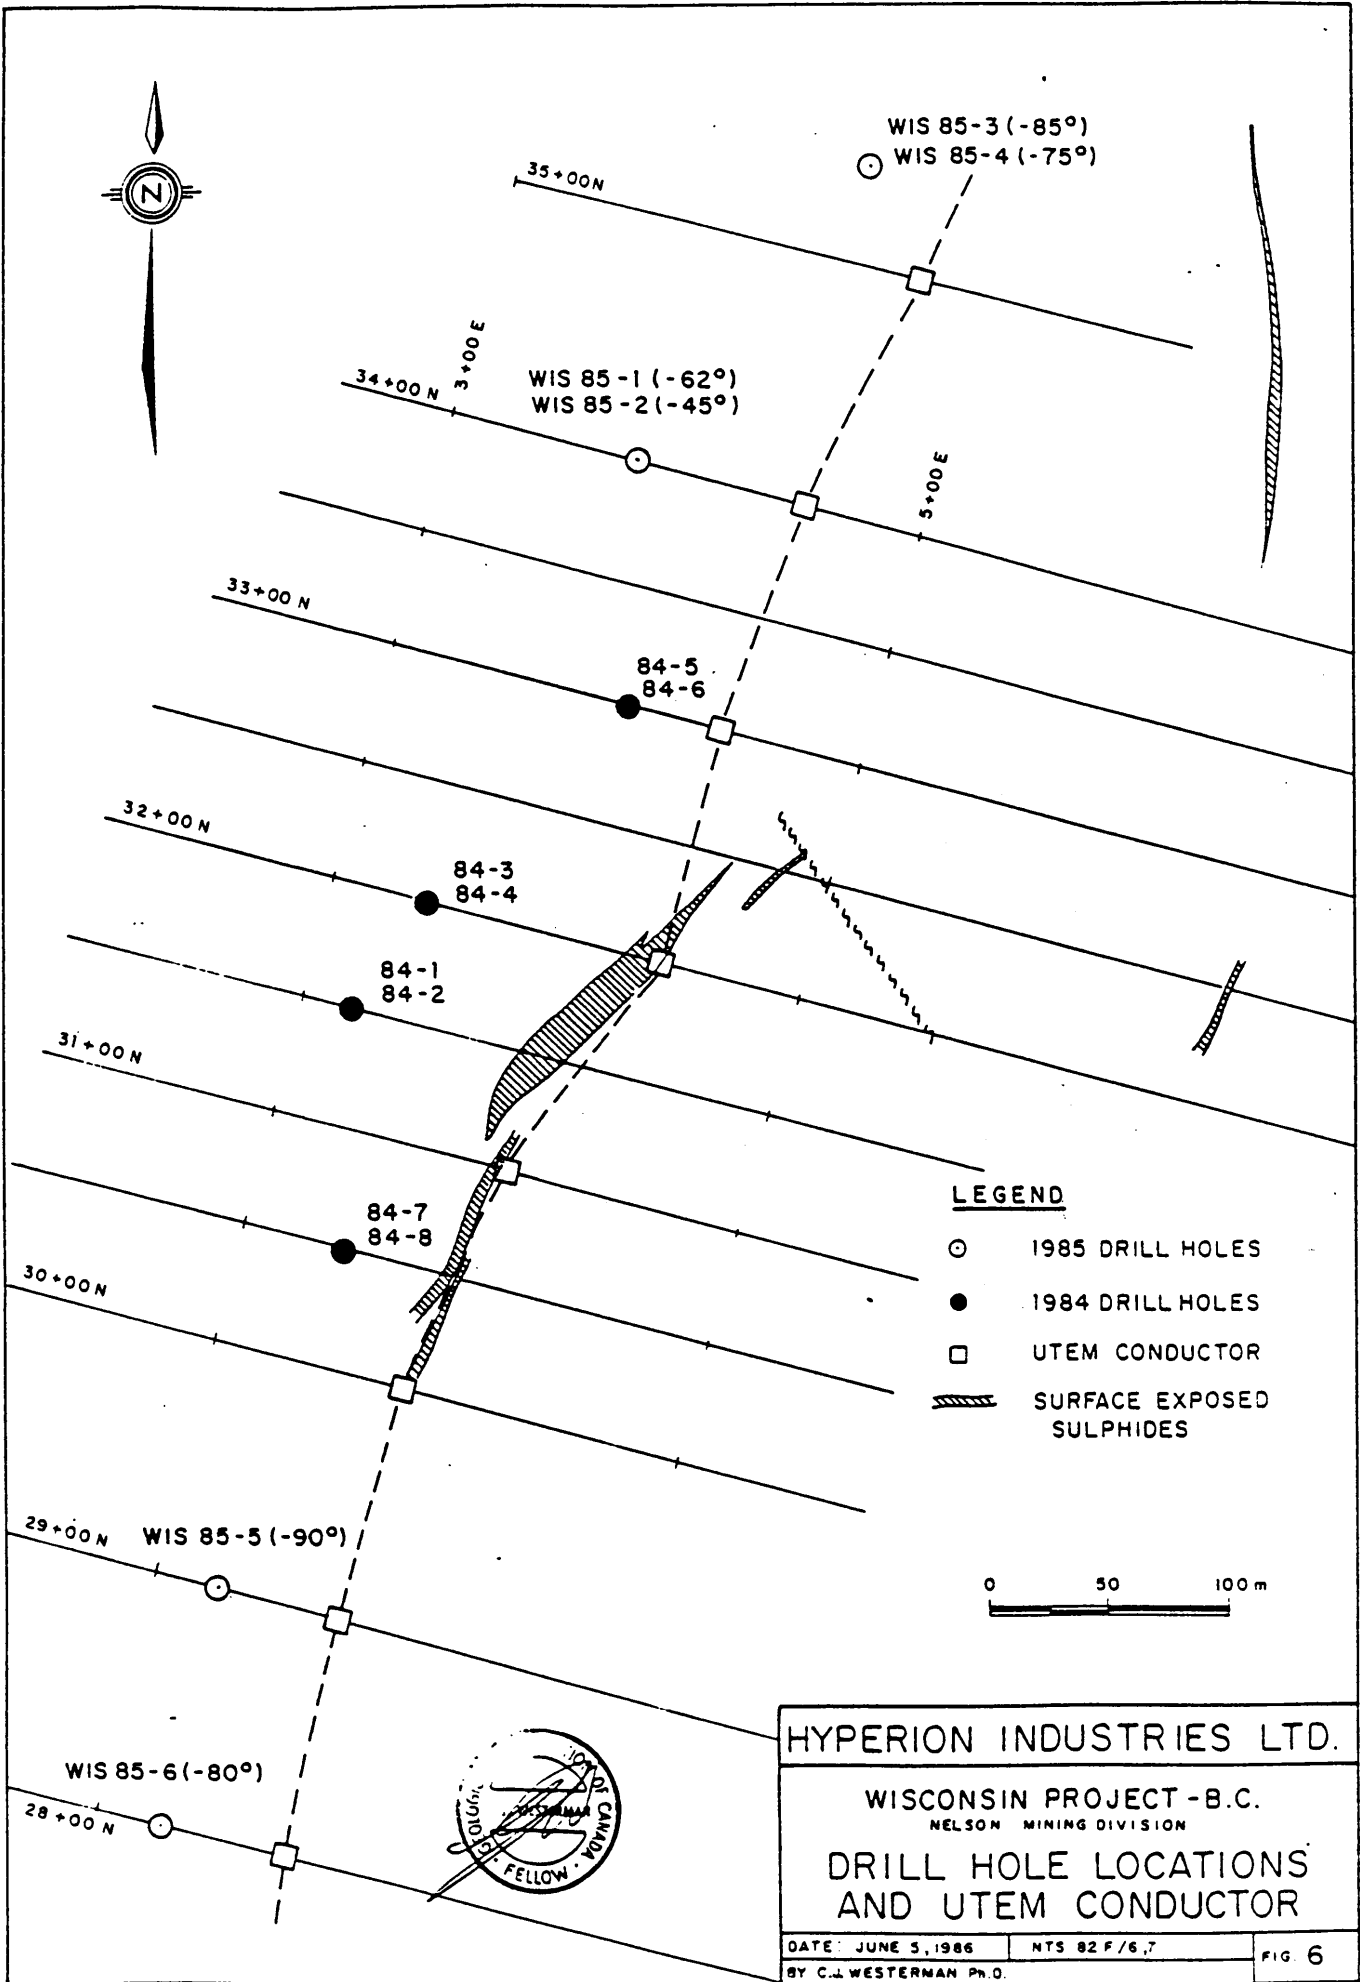 WIS 85-3 (-85°)
WIS 85-4 (-75°)
N
35+00N
3+00E
34+00N
WIS 85-1 (-62°)
WIS 85-2 (-45°)
5+00E
33+00N
84-5
84-6
32+00N
84-3
84-4
84-1
84-2
31+00N
84-7
84-8
30+00N
LEGEND
1985 DRILL HOLES
1984 DRILL HOLES
UTEM CONDUCTOR
SURFACE EXPOSED
SULPHIDES
29+00N
WIS 85-5 (-90°)
0 50 100 m
WIS 85-6 (-80°)
28+00N
OF CANADA
FELLOW
HYPERION INDUSTRIES LTD.
WISCONSIN PROJECT - B.C.
NELSON MINING DIVISION
DRILL HOLE LOCATIONS
AND UTEM CONDUCTOR
DATE: JUNE 5, 1986
NTS 82 F/6,7
FIG. 6
BY C.J. WESTERMAN Ph.D.